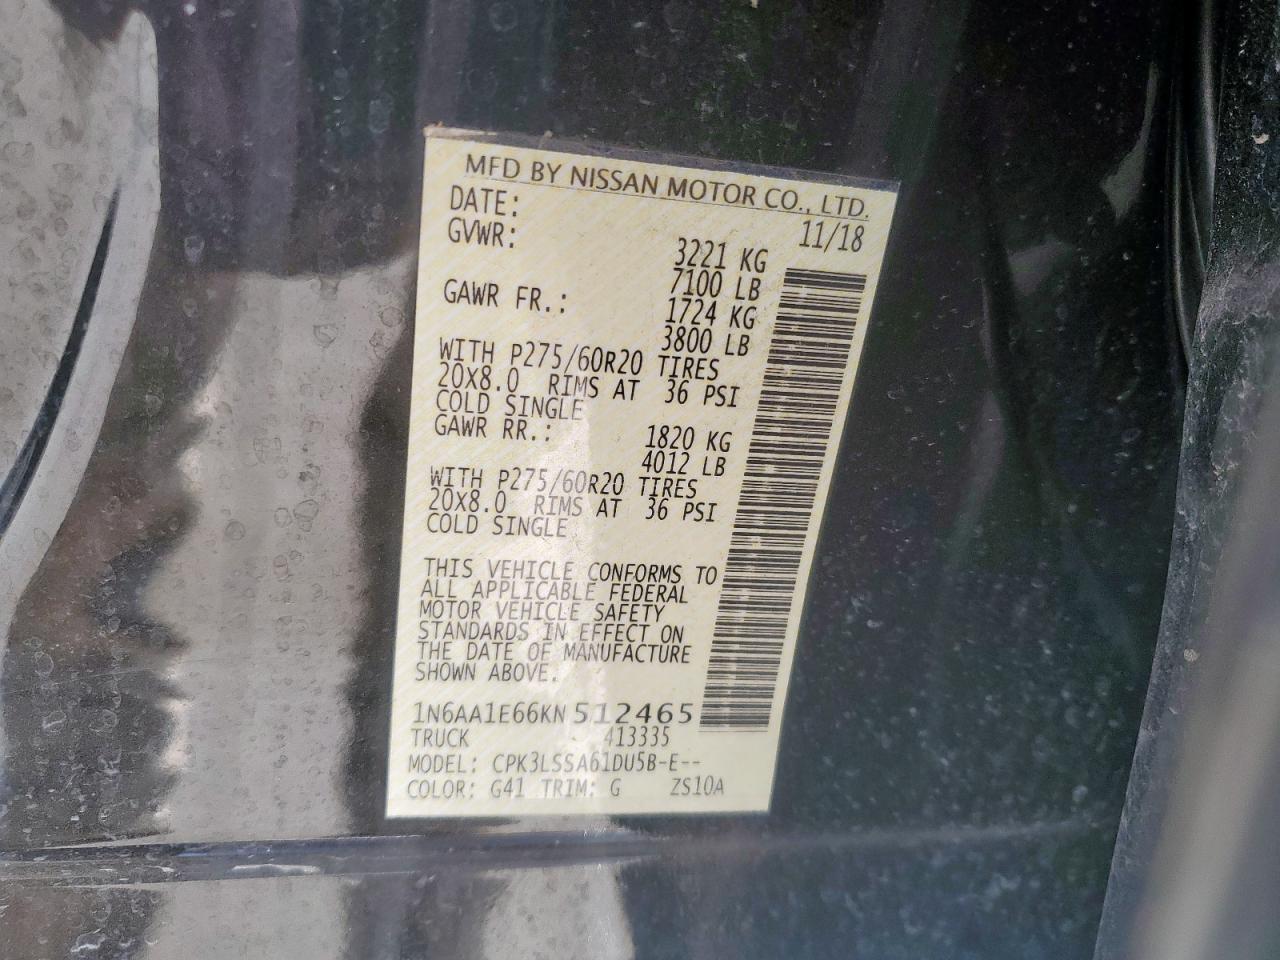 MFD BY NISSAN MOTOR CO., LTD.
DATE: 11/18
GVWR: 3221 KG
7100 LB
GAWR FR.: 1724 KG
3800 LB
WITH P275/60R20 TIRES
20X8.0 RIMS AT 36 PSI
COLD SINGLE
GAWR RR.: 1820 KG
4012 LB
WITH P275/60R20 TIRES
20X8.0 RIMS AT 36 PSI
COLD SINGLE
THIS VEHICLE CONFORMS TO
ALL APPLICABLE FEDERAL
MOTOR VEHICLE SAFETY
STANDARDS IN EFFECT ON
THE DATE OF MANUFACTURE
SHOWN ABOVE.
1N6AA1E66KN512465
TRUCK 413335
MODEL: CPK3LSSA61DU5B-E--
COLOR: G41 TRIM: G ZS10A